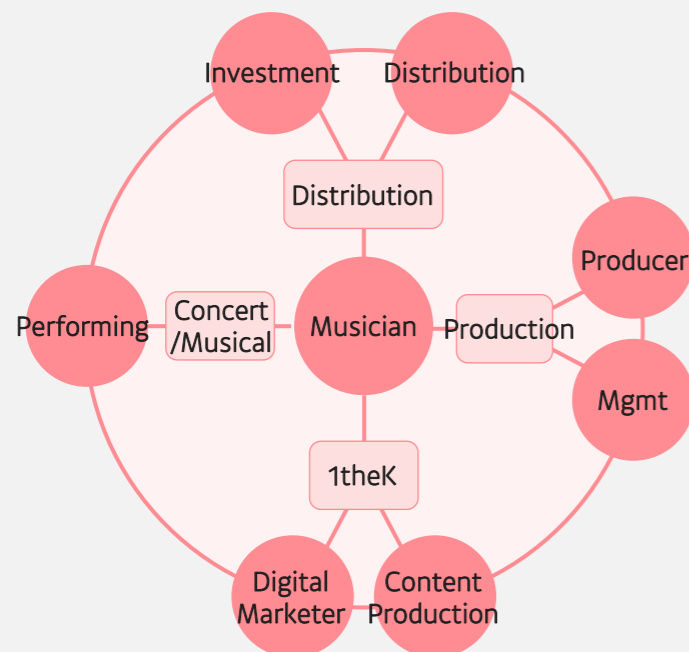 Investment
Distribution
Distribution
Producer
Performing
Concert
/Musical
Musician
Production
Mgmt
1theK
Digital
Marketer
Content
Production